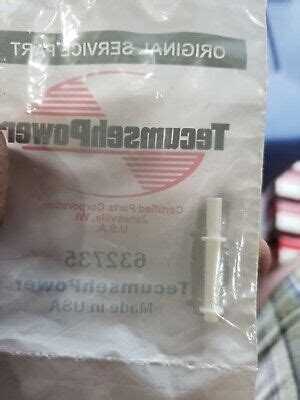 ORIGINAL SERVICE PART
TecumsehPower
Certified Parts Corporation
Janesville, WI
U.S.A.
632735
TecumsehPower
Made in USA